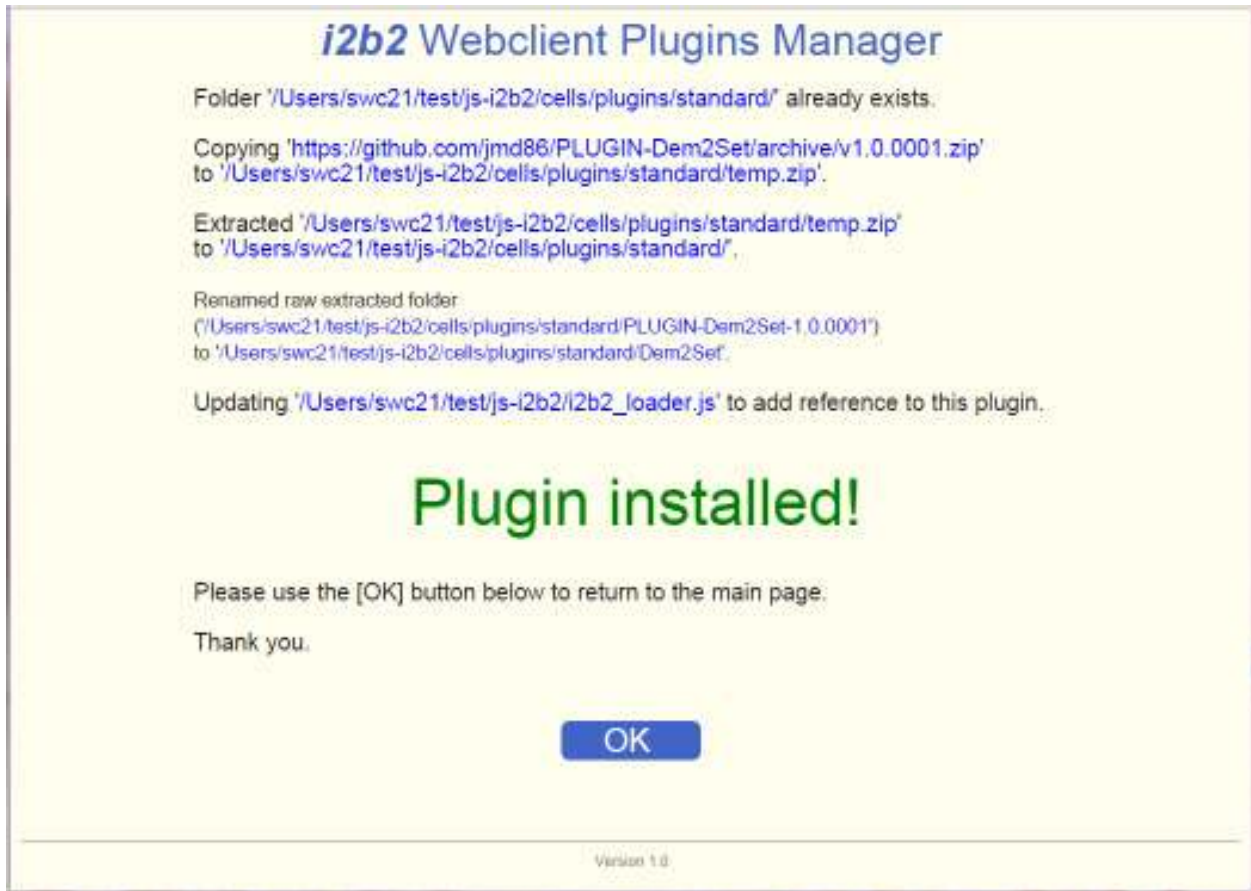 i2b2 Webclient Plugins Manager
Folder '/Users/swc21/test/js-i2b2/cells/plugins/standard/' already exists.
Copying 'https://github.com/jmd86/PLUGIN-Dem2Set/archive/v1.0.0001.zip'
to '/Users/swc21/test/js-i2b2/cells/plugins/standard/temp.zip'.
Extracted '/Users/swc21/test/js-i2b2/cells/plugins/standard/temp.zip'
to '/Users/swc21/test/js-i2b2/cells/plugins/standard/'.
Renamed raw extracted folder
('/Users/swc21/test/js-i2b2/cells/plugins/standard/PLUGIN-Dem2Set-1.0.0001')
to '/Users/swc21/test/js-i2b2/cells/plugins/standard/Dem2Set'.
Updating '/Users/swc21/test/js-i2b2/i2b2_loader.js' to add reference to this plugin.
Plugin installed!
Please use the [OK] button below to return to the main page.
Thank you.
OK
Version 1.0